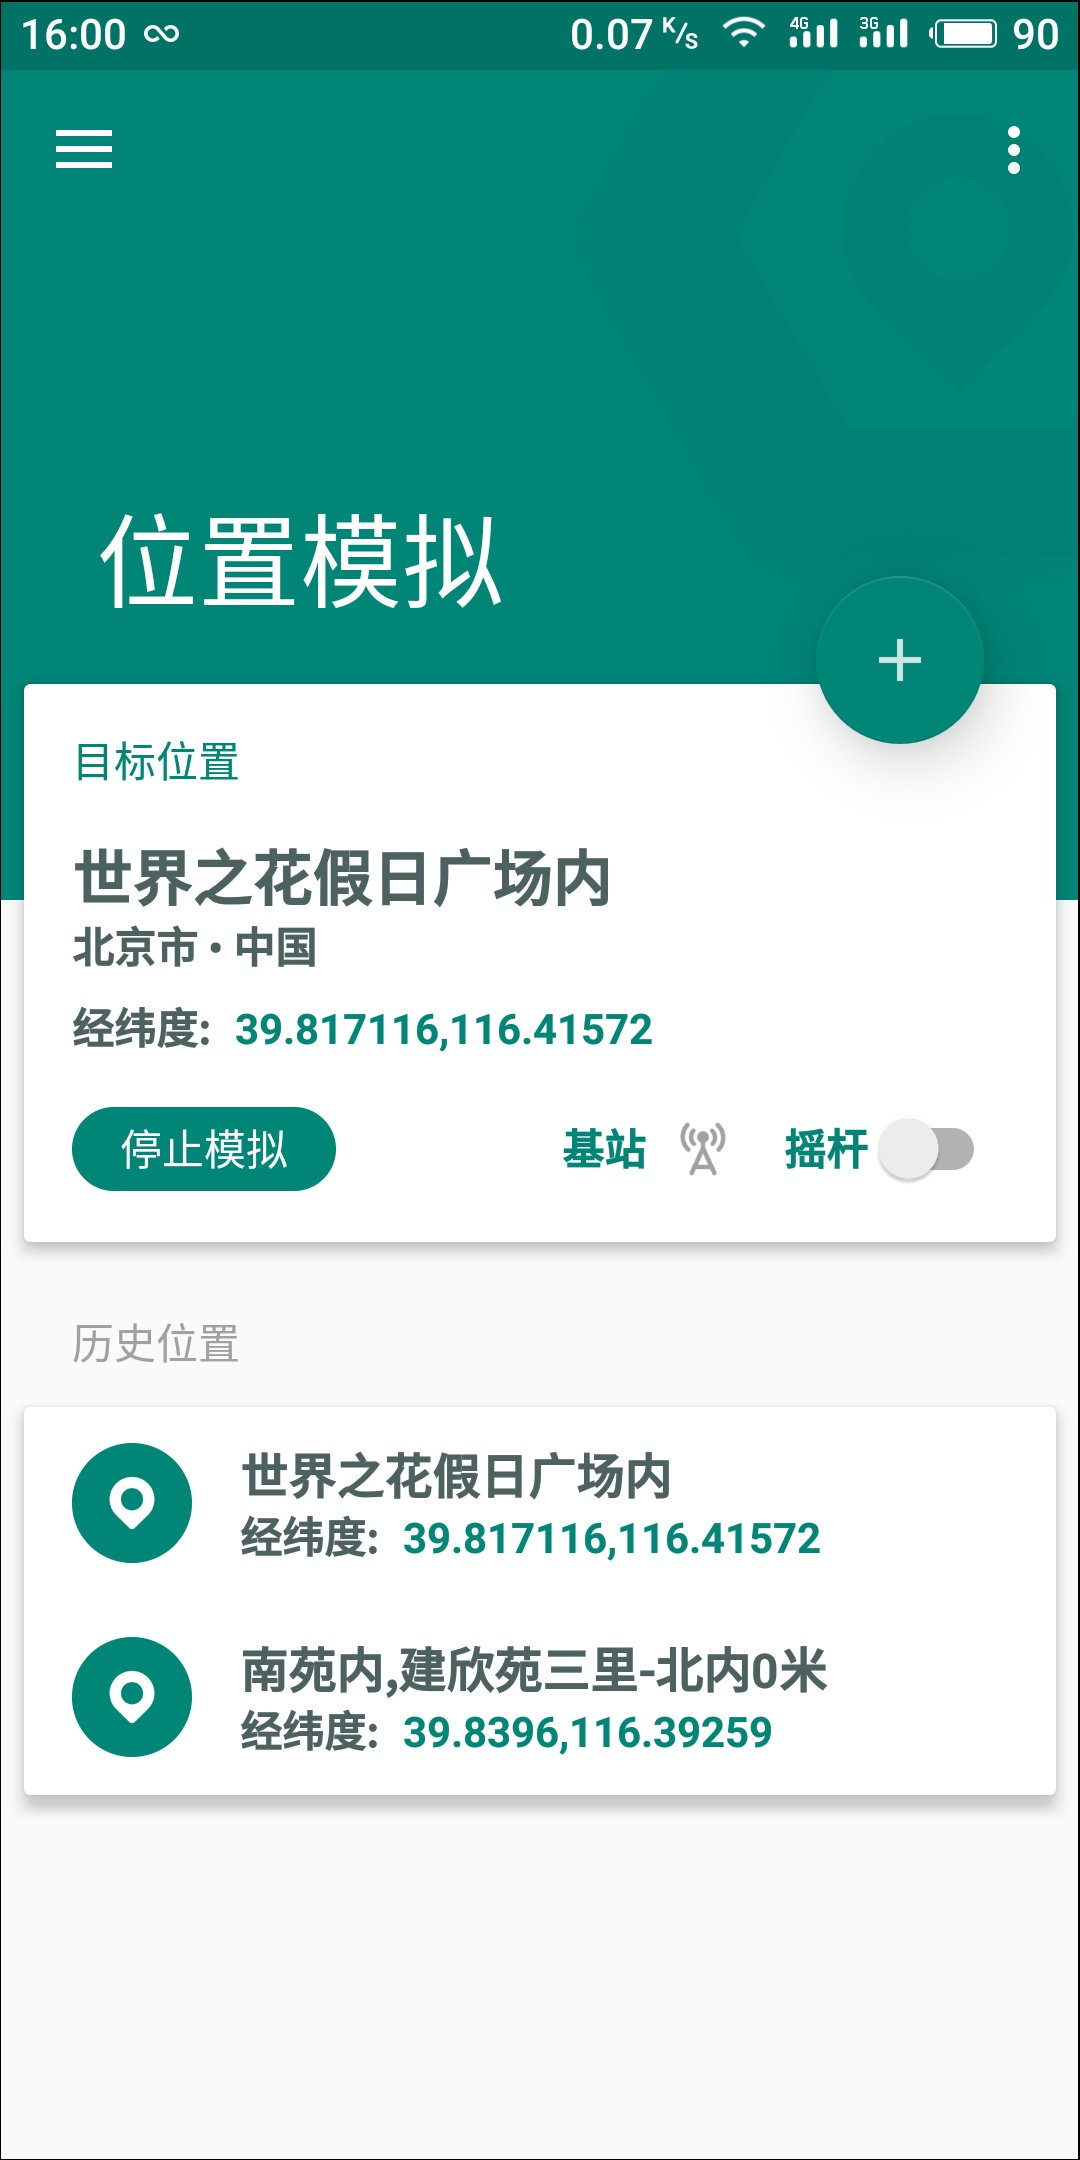 16:00 0.07 K/s 4G 3G 90
位置模拟
目标位置
世界之花假日广场内
北京市 · 中国
经纬度: 39.817116,116.41572
停止模拟 基站 摇杆
历史位置
世界之花假日广场内
经纬度: 39.817116,116.41572
南苑内,建欣苑三里-北内0米
经纬度: 39.8396,116.39259